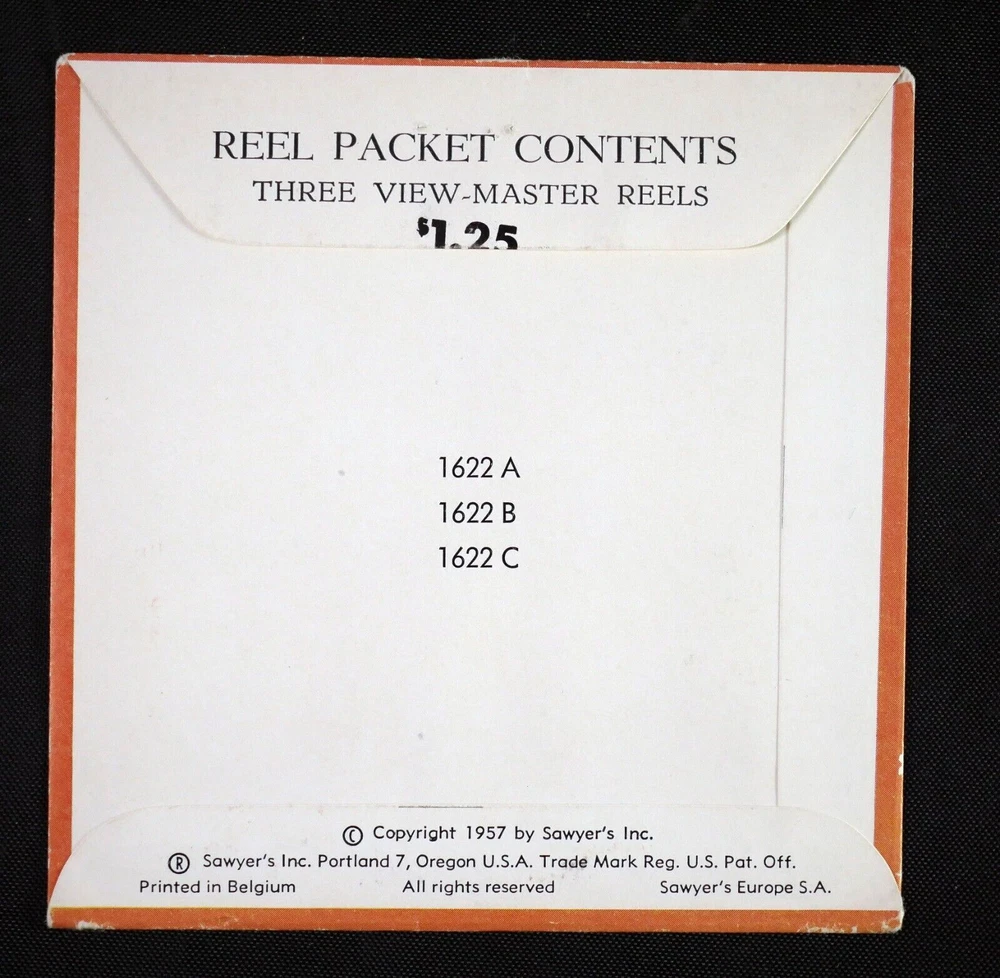 REEL PACKET CONTENTS
THREE VIEW-MASTER REELS
$1.25
1622 A
1622 B
1622 C
© Copyright 1957 by Sawyer's Inc.
® Sawyer's Inc. Portland 7, Oregon U.S.A. Trade Mark Reg. U.S. Pat. Off.
Printed in Belgium All rights reserved Sawyer's Europe S.A.